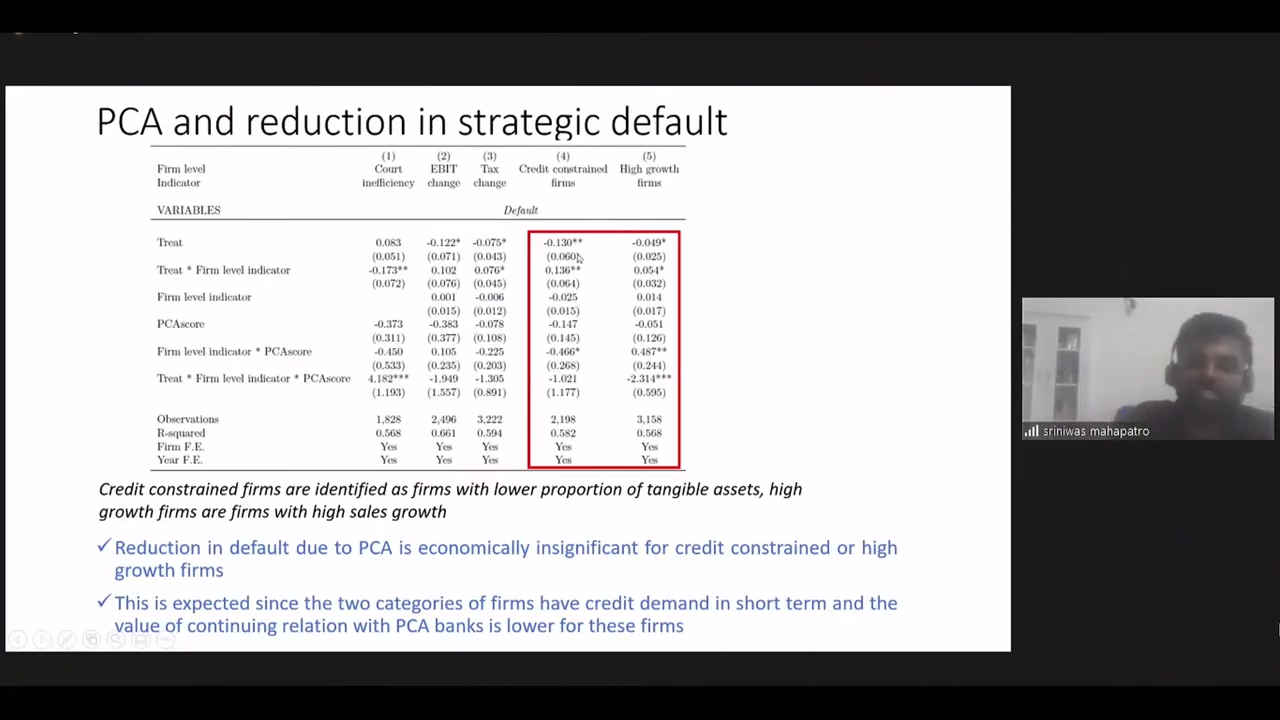 PCA and reduction in strategic default
(1) (2) (3) (4) (5)
Firm level Court EBIT Tax Credit constrained High growth
Indicator inefficiency change change firms firms
VARIABLES Default
Treat 0.083 -0.122* -0.075* -0.130** -0.049*
(0.051) (0.071) (0.043) (0.060) (0.025)
Treat * Firm level indicator -0.173** 0.102 0.076* 0.136** 0.054*
(0.072) (0.076) (0.045) (0.064) (0.032)
Firm level indicator 0.001 -0.006 -0.025 0.014
(0.015) (0.012) (0.015) (0.017)
PCAscore -0.373 -0.383 -0.078 -0.147 -0.051
(0.311) (0.377) (0.108) (0.145) (0.126)
Firm level indicator * PCAscore -0.450 0.105 -0.225 -0.466* 0.487**
(0.533) (0.235) (0.203) (0.268) (0.244)
Treat * Firm level indicator * PCAscore 4.182*** -1.949 -1.305 -1.021 -2.314***
(1.193) (1.557) (0.891) (1.177) (0.595)
Observations 1,828 2,496 3,222 2,198 3,158
R-squared 0.568 0.661 0.594 0.582 0.568
Firm F.E. Yes Yes Yes Yes Yes
Year F.E. Yes Yes Yes Yes Yes
Credit constrained firms are identified as firms with lower proportion of tangible assets, high
growth firms are firms with high sales growth
✓Reduction in default due to PCA is economically insignificant for credit constrained or high
growth firms
✓This is expected since the two categories of firms have credit demand in short term and the
value of continuing relation with PCA banks is lower for these firms
sriniwas mahapatro